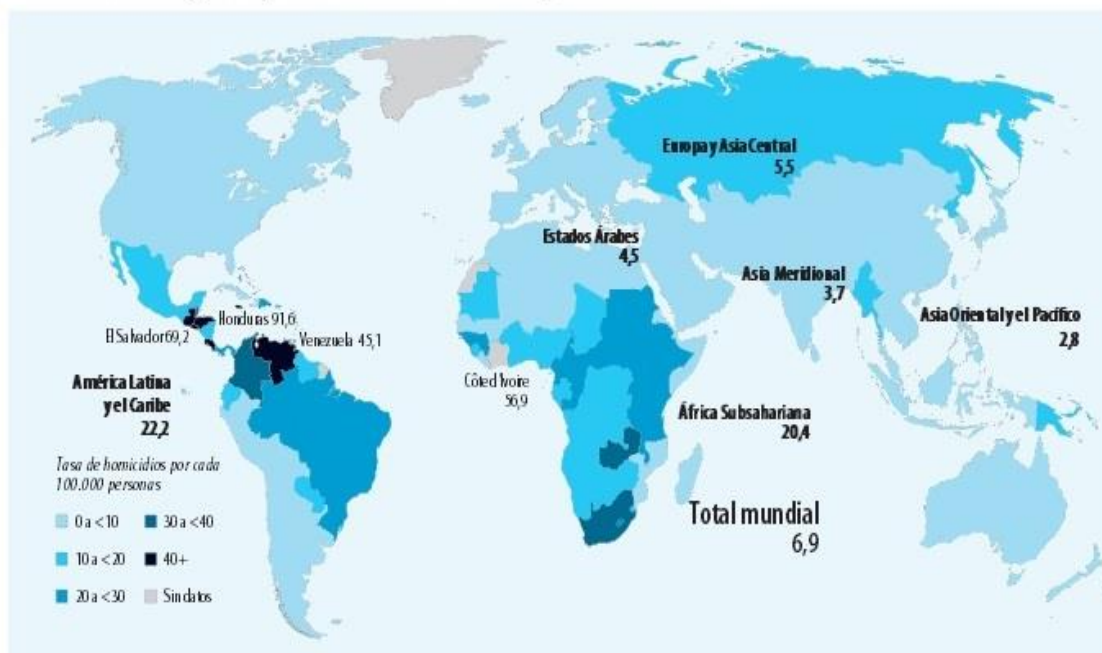 Europa y Asia Central
5,5
Estados Árabes
4,5
Asia Meridional
3,7
Asia Oriental y el Pacífico
2,8
Honduras 91,6
El Salvador 69,2
Venezuela 45,1
América Latina
y el Caribe
22,2
Côte d'Ivoire
56,9
África Subsahariana
20,4
Total mundial
6,9
Tasa de homicidios por cada
100.000 personas
0 a <10
30 a <40
10 a <20
40+
20 a <30
Sin datos